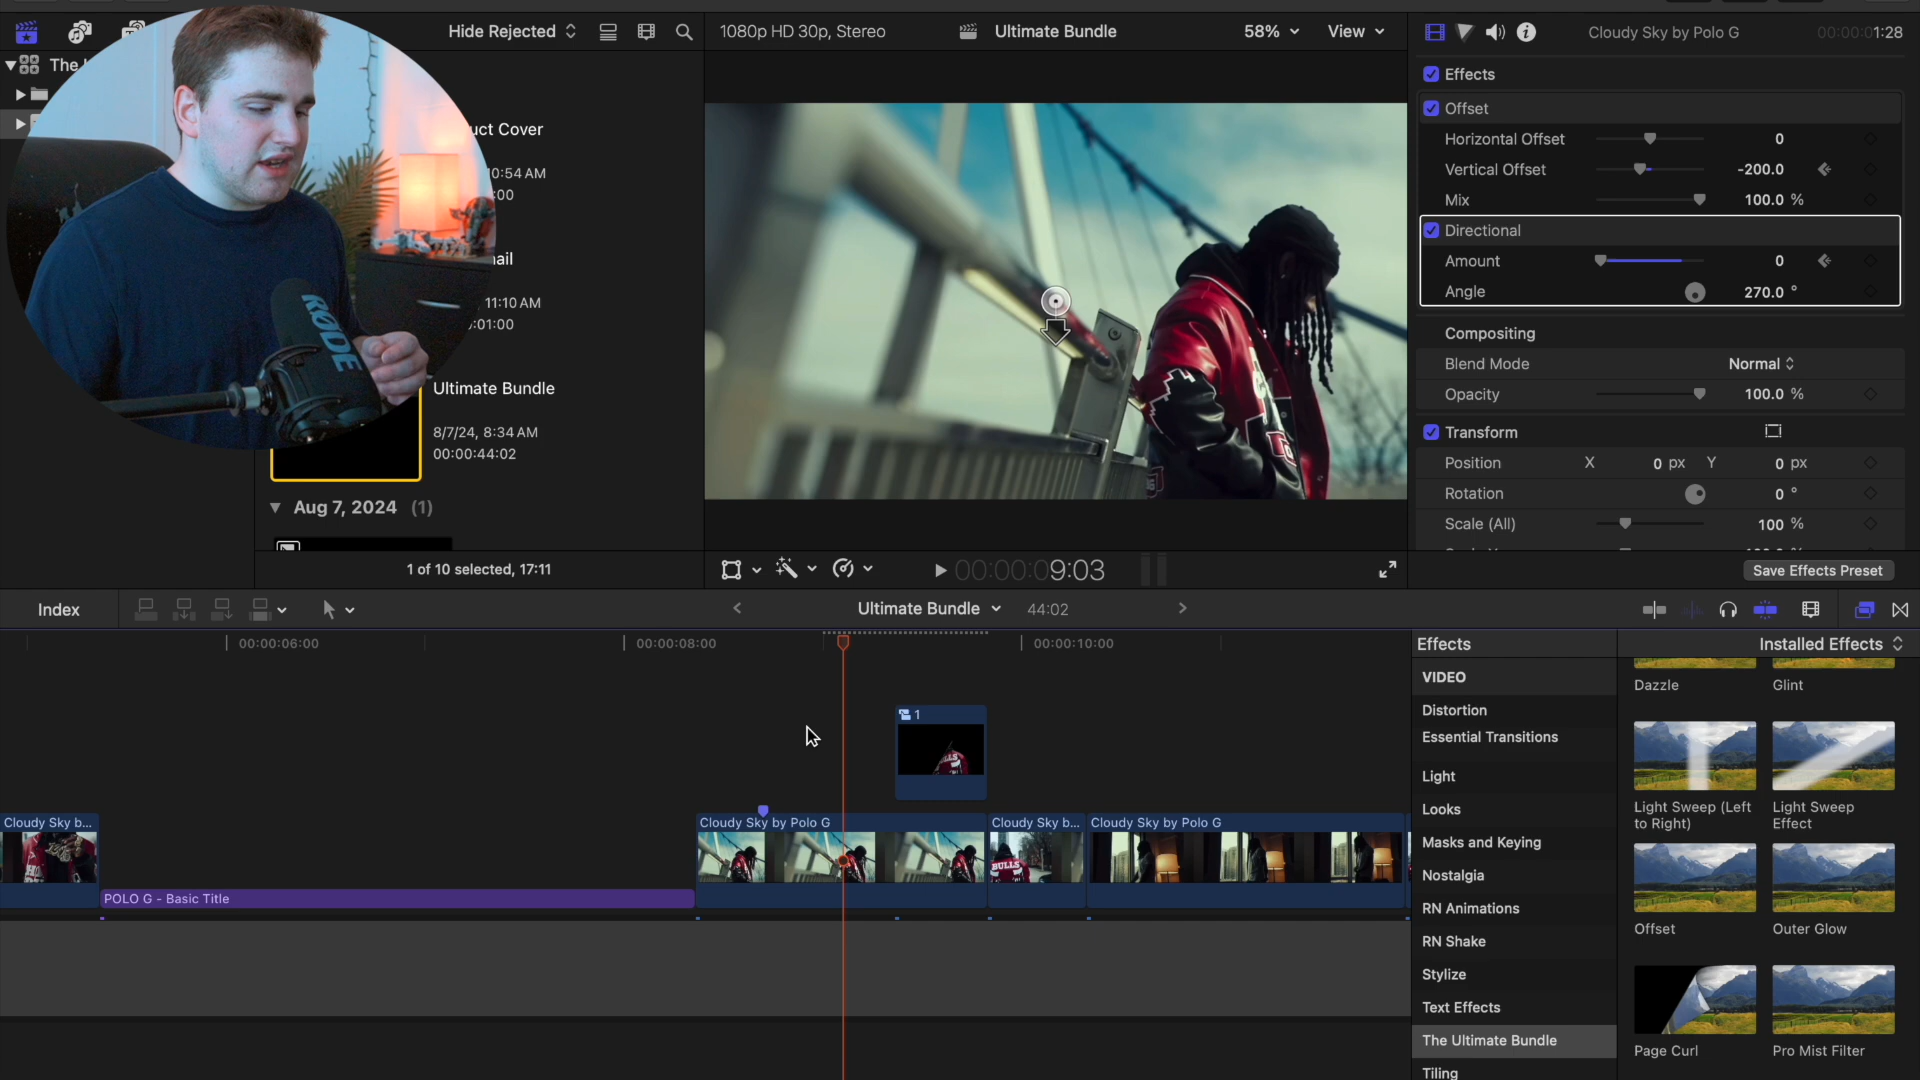 Hide Rejected
1080p HD 30p, Stereo
Ultimate Bundle
58%
View
Cloudy Sky by Polo G
00:00:01:28
The
Effects
Offset
Horizontal Offset
0
Vertical Offset
-200.0
Mix
100.0 %
Directional
Amount
0
Angle
270.0 °
Compositing
Blend Mode
Normal
Opacity
100.0 %
Transform
Position
X
0 px
Y
0 px
Rotation
0 °
Scale (All)
100 %
uct Cover
0:54 AM
:00
nail
11:10 AM
:01:00
Ultimate Bundle
8/7/24, 8:34 AM
00:00:44:02
Aug 7, 2024 (1)
RØDE
1 of 10 selected, 17:11
00:00:09:03
Save Effects Preset
Index
Ultimate Bundle
44:02
00:00:06:00
00:00:08:00
00:00:10:00
Effects
Installed Effects
VIDEO
Distortion
Essential Transitions
Light
Looks
Masks and Keying
Nostalgia
RN Animations
RN Shake
Stylize
Text Effects
The Ultimate Bundle
Tiling
Dazzle
Glint
Light Sweep (Left
to Right)
Light Sweep
Effect
Offset
Outer Glow
Page Curl
Pro Mist Filter
1
Cloudy Sky b...
Cloudy Sky by Polo G
Cloudy Sky b...
Cloudy Sky by Polo G
BULLS
POLO G - Basic Title